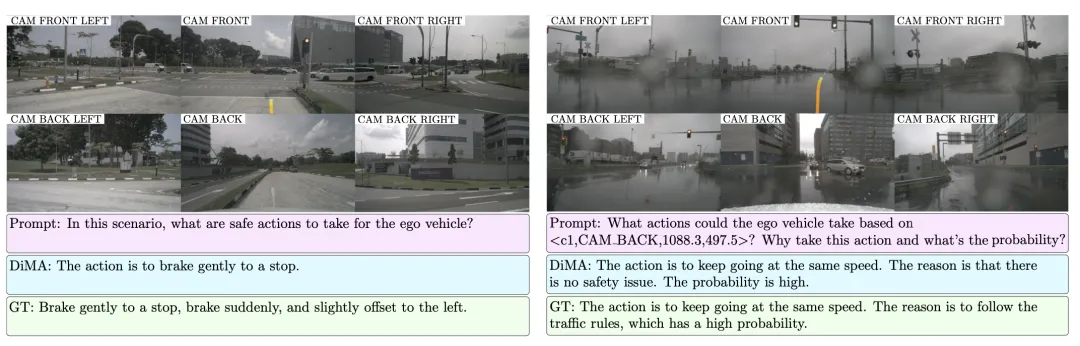 CAM FRONT LEFT
CAM FRONT
CAM FRONT RIGHT
CAM BACK LEFT
CAM BACK
CAM BACK RIGHT
Prompt: In this scenario, what are safe actions to take for the ego vehicle?
DiMA: The action is to brake gently to a stop.
GT: Brake gently to a stop, brake suddenly, and slightly offset to the left.
CAM FRONT LEFT
CAM FRONT
CAM FRONT RIGHT
CAM BACK LEFT
CAM BACK
CAM BACK RIGHT
Prompt: What actions could the ego vehicle take based on
<c1,CAM_BACK,1088.3,497.5>? Why take this action and what's the probability?
DiMA: The action is to keep going at the same speed. The reason is that there
is no safety issue. The probability is high.
GT: The action is to keep going at the same speed. The reason is to follow the
traffic rules, which has a high probability.